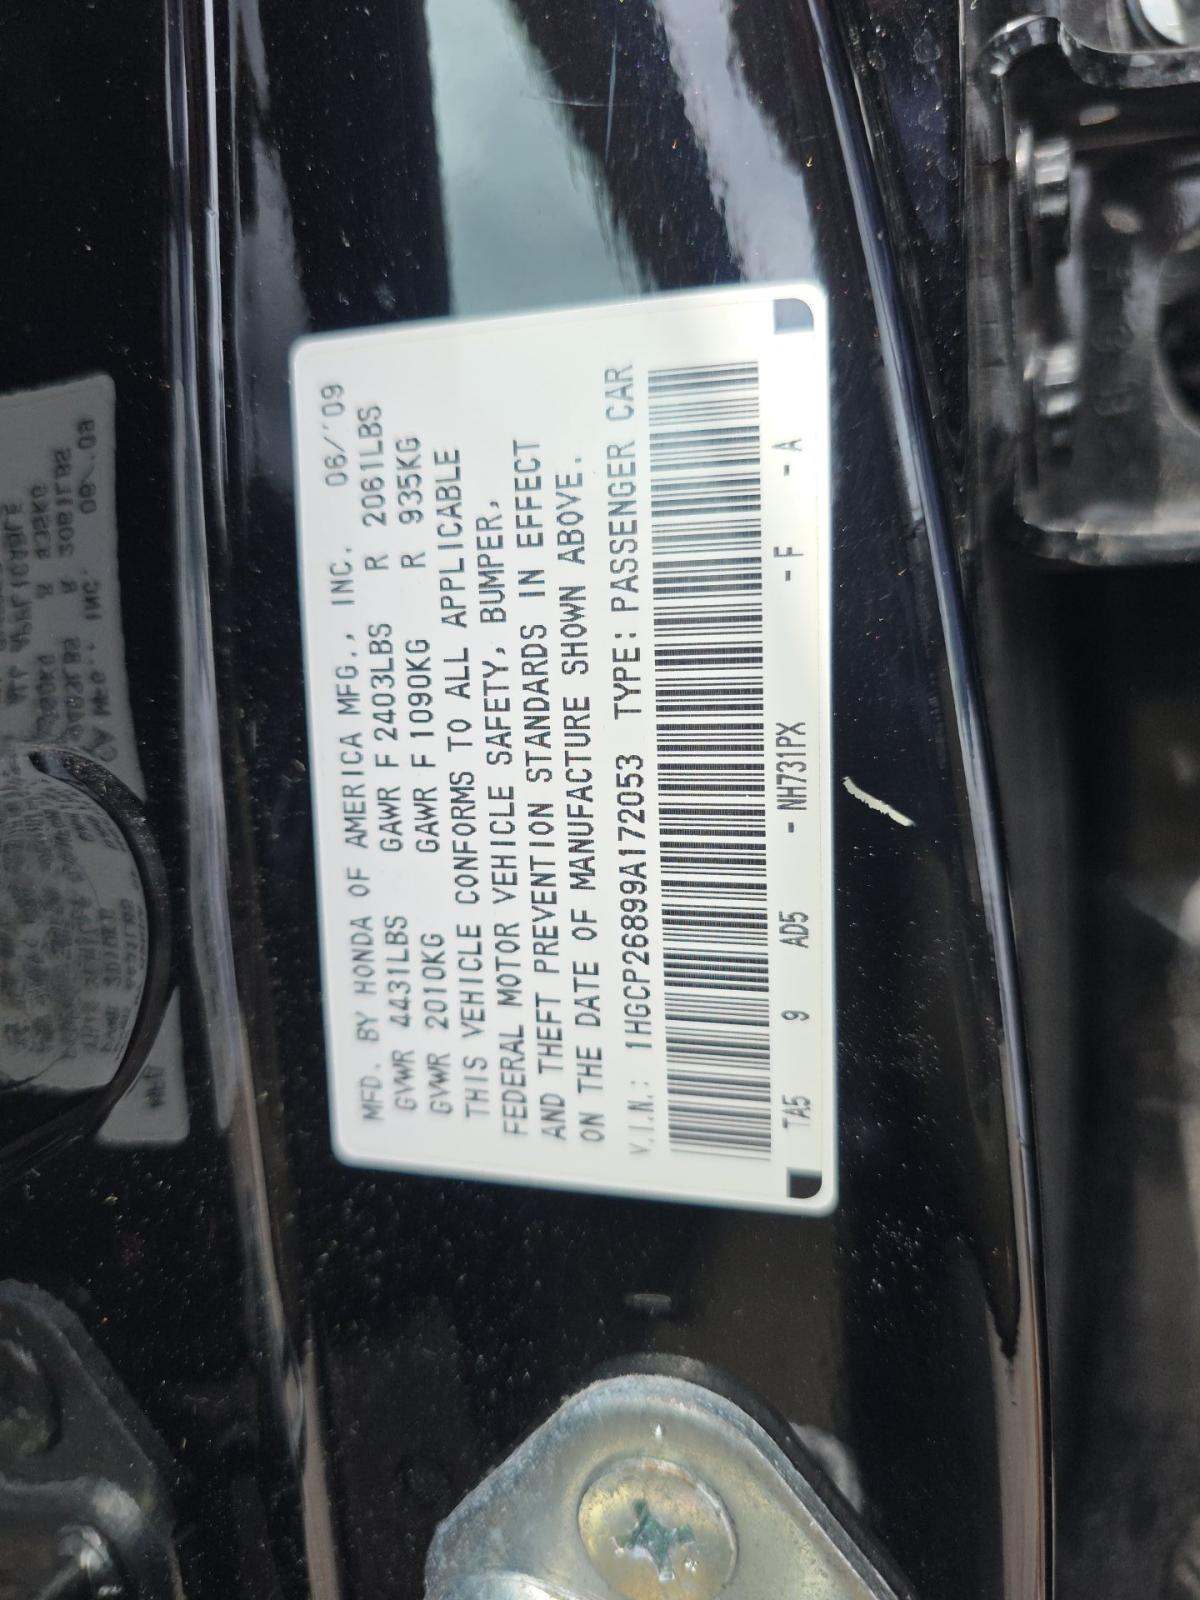 MFD. BY HONDA OF AMERICA MFG., INC. 06/'09
GVWR 4431LBS GAWR F 2403LBS R 2061LBS
GVWR 2010KG GAWR F 1090KG R 935KG
THIS VEHICLE CONFORMS TO ALL APPLICABLE
FEDERAL MOTOR VEHICLE SAFETY, BUMPER,
AND THEFT PREVENTION STANDARDS IN EFFECT
ON THE DATE OF MANUFACTURE SHOWN ABOVE.
V.I.N.: 1HGCP26899A172053 TYPE: PASSENGER CAR
TA5 9 AD5 - NH731PX - F - A